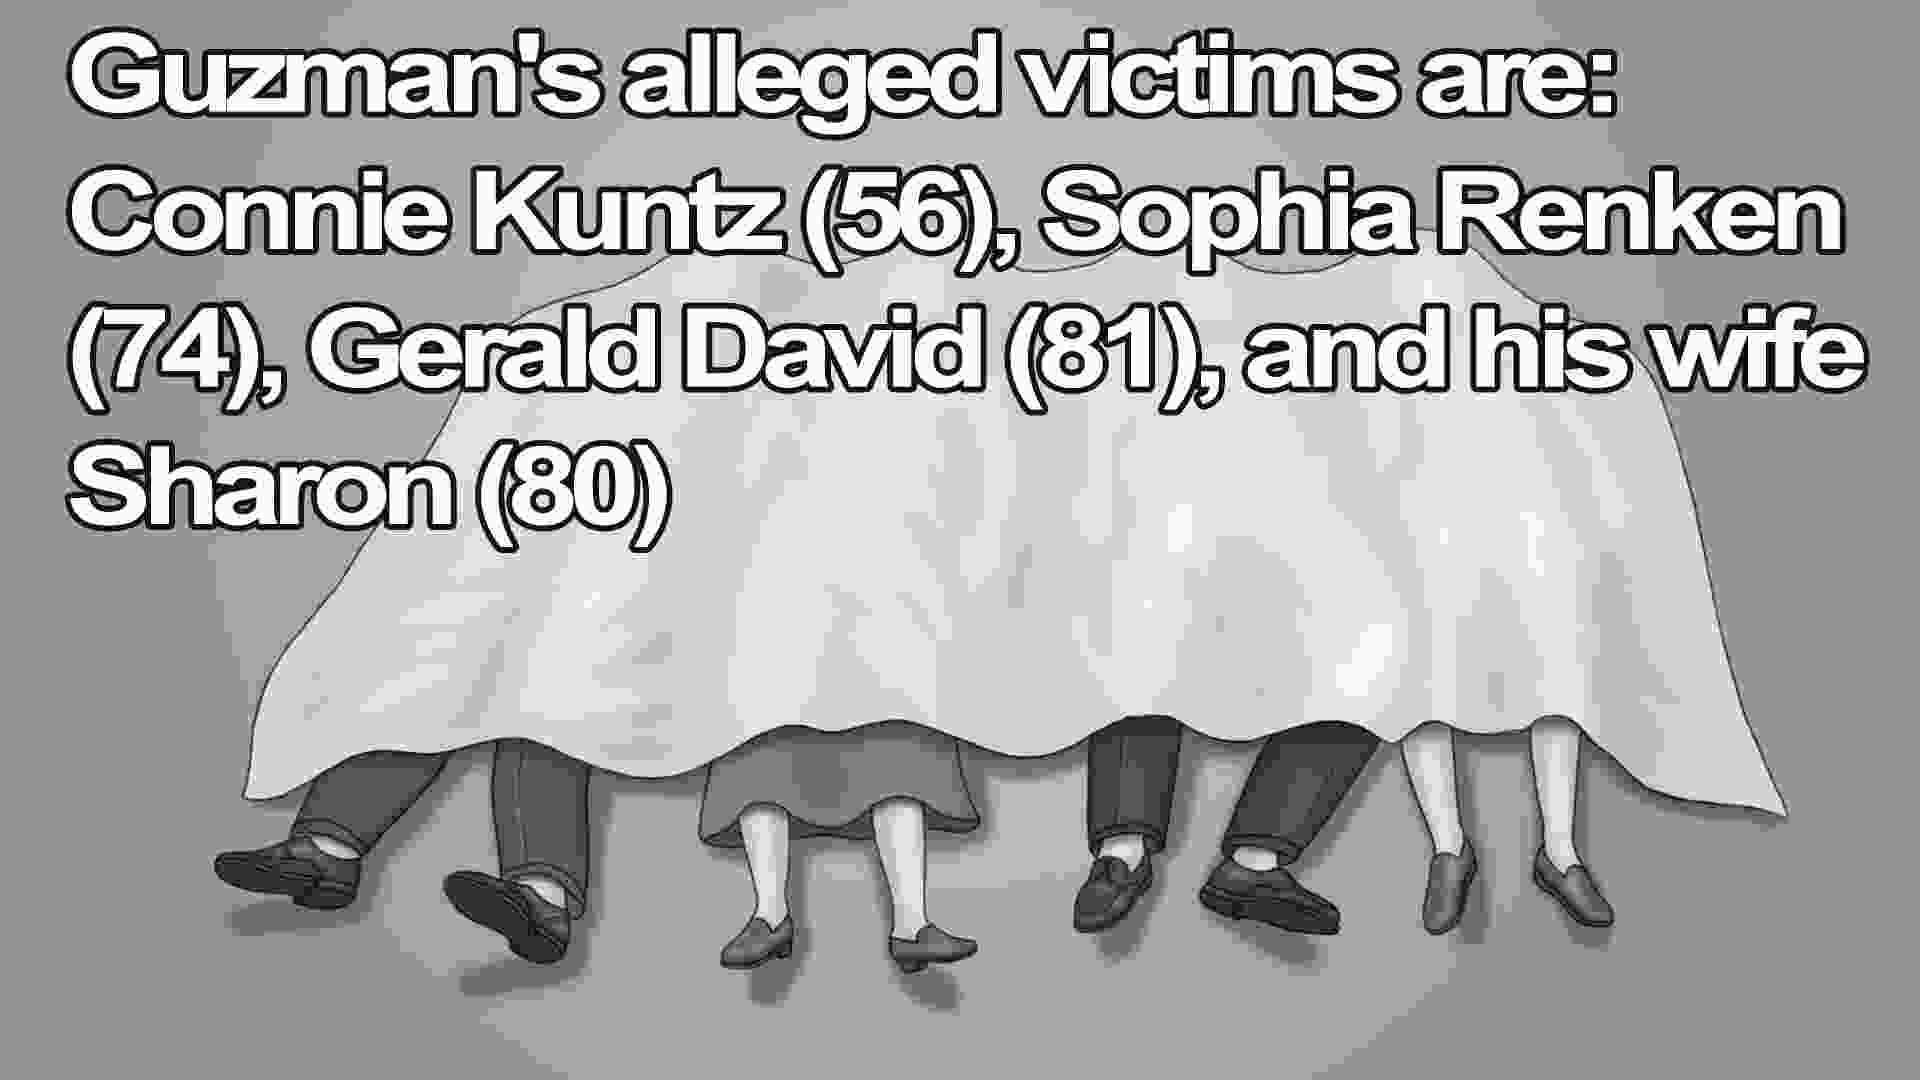 Guzman's alleged victims are:
Connie Kuntz (56), Sophia Renken
(74), Gerald David (81), and his wife
Sharon (80)